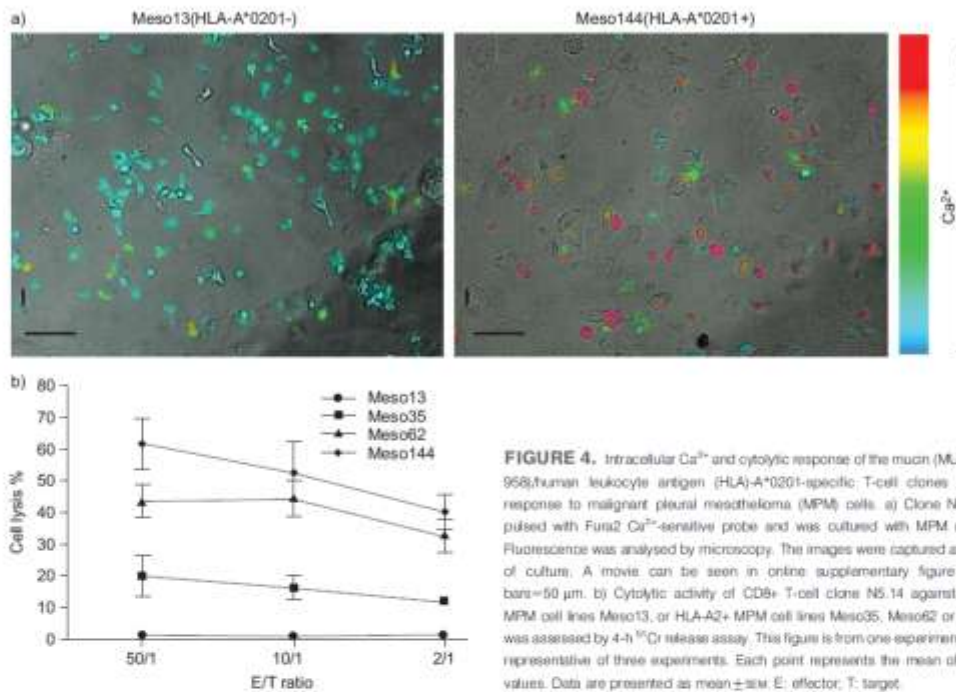 a)
Meso13(HLA-A*0201-)
Meso144(HLA-A*0201+)
Ca²⁺
b)
80
70
60
50
40
30
20
10
0
Cell lysis %
Meso13
Meso35
Meso62
Meso144
50/1
10/1
2/1
E/T ratio
FIGURE 4. Intracellular Ca²⁺ and cytolytic response of the mucin (MU
958)/human leukocyte antigen (HLA)-A*0201-specific T-cell clones
response to malignant pleural mesothelioma (MPM) cells. a) Clone N
pulsed with Fura2 Ca²⁺-sensitive probe and was cultured with MPM
Fluorescence was analysed by microscopy. The images were captured a
of culture. A movie can be seen in online supplementary figure
bars=50 µm. b) Cytolytic activity of CD8+ T-cell clone N5.14 against
MPM cell lines Meso13, or HLA-A2+ MPM cell lines Meso35, Meso62 or
was assessed by 4-h ⁵¹Cr release assay. This figure is from one experimen
representative of three experiments. Each point represents the mean of
values. Data are presented as mean±SEM. E: effector; T: target.